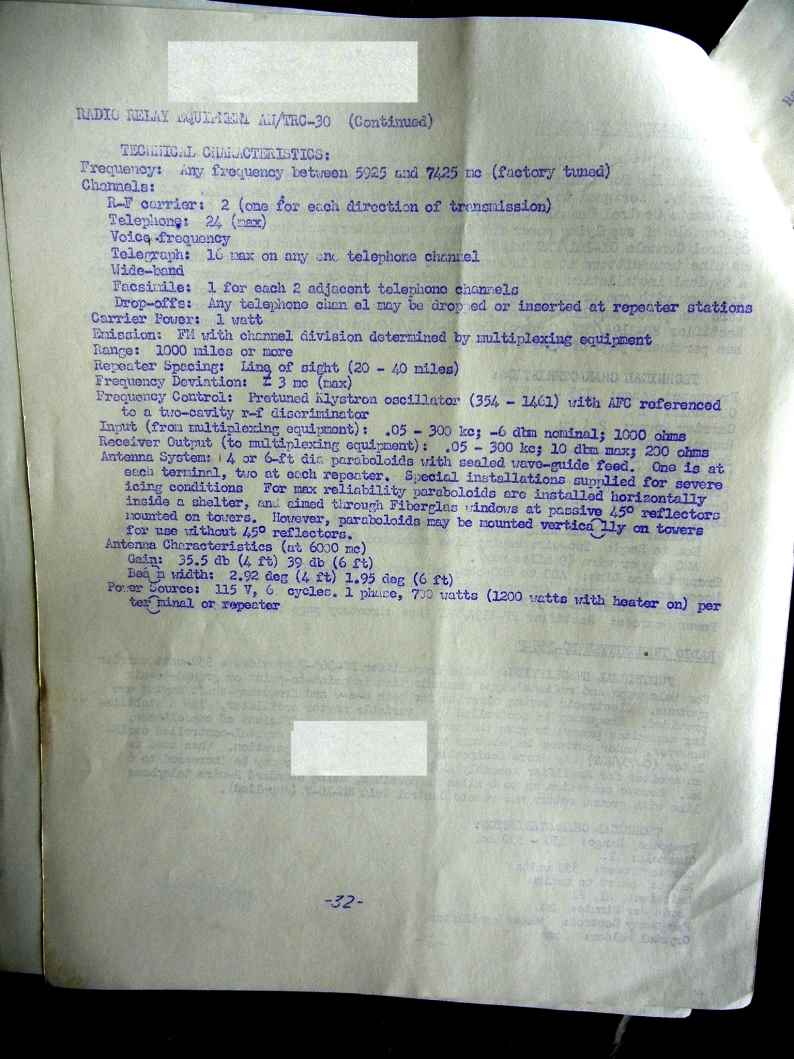 RADIO RELAY EQUIPMENT AN/TRC-30 (Continued)
TECHNICAL CHARACTERISTICS:
Frequency: Any frequency between 5925 and 7425 mc (factory tuned)
Channels:
R-F carrier: 2 (one for each direction of transmission)
Telephone: 24 (max)
Voice-frequency
Telegraph: 16 max on any one telephone channel
Wide-band
Facsimile: 1 for each 2 adjacent telephone channels
Drop-offs: Any telephone chan el may be dropped or inserted at repeater stations
Carrier Power: 1 watt
Emission: FM with channel division determined by multiplexing equipment
Range: 1000 miles or more
Repeater Spacing: Line of sight (20 - 40 miles)
Frequency Deviation: ± 3 mc (max)
Frequency Control: Pretuned Klystron oscillator (354 - 1461) with AFC referenced
to a two-cavity r-f discriminator
Input (from multiplexing equipment): .05 - 300 kc; -6 dbm nominal; 1000 ohms
Receiver Output (to multiplexing equipment): .05 - 300 kc; 10 dbm max; 200 ohms
Antenna System: 4 or 6-ft dia paraboloids with sealed wave-guide feed. One is at
each terminal, two at each repeater. Special installations supplied for severe
icing conditions For max reliability paraboloids are installed horizontally
inside a shelter, and aimed through Fiberglas windows at passive 45° reflectors
mounted on towers. However, paraboloids may be mounted vertically on towers
for use without 45° reflectors.
Antenna Characteristics (at 6000 mc)
Gain: 35.5 db (4 ft) 39 db (6 ft)
Beam width: 2.92 deg (4 ft) 1.95 deg (6 ft)
Power Source: 115 V, 6 cycles. 1 phase, 700 watts (1200 watts with heater on) per
terminal or repeater
-32-